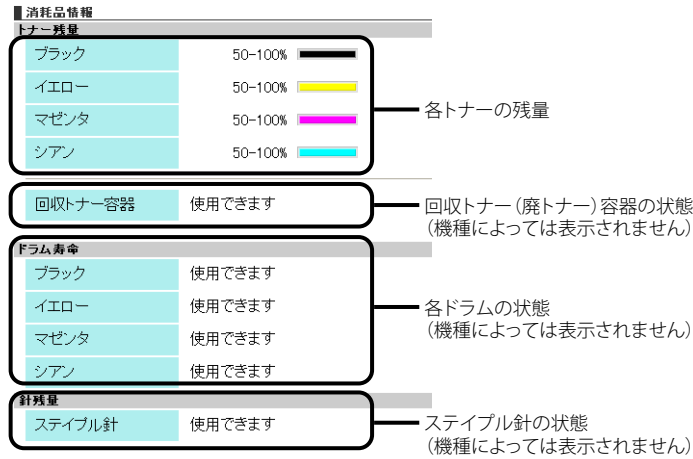 消耗品情報
トナー残量
ブラック 50-100%
イエロー 50-100%
マゼンタ 50-100%
シアン 50-100%
各トナーの残量
回収トナー容器 使用できます
回収トナー(廃トナー)容器の状態
(機種によっては表示されません)
ドラム寿命
ブラック 使用できます
イエロー 使用できます
マゼンタ 使用できます
シアン 使用できます
各ドラムの状態
(機種によっては表示されません)
針残量
ステイプル針 使用できます
ステイプル針の状態
(機種によっては表示されません)